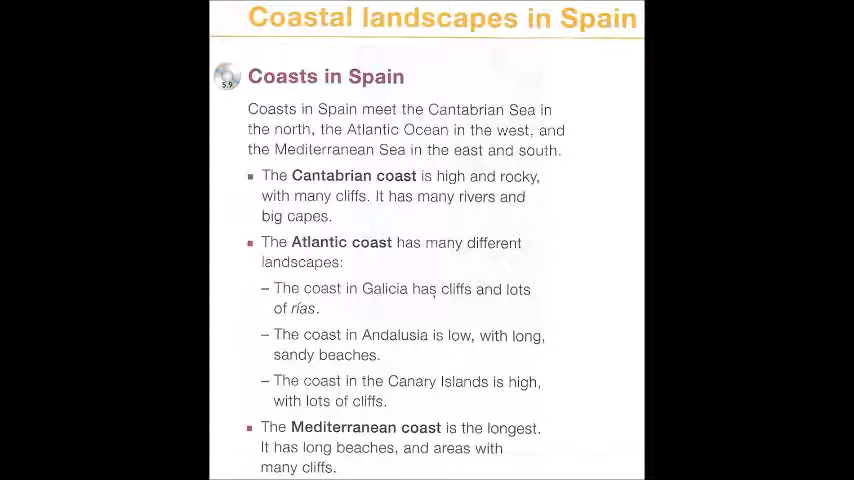 Coastal landscapes in Spain
5.9
Coasts in Spain
Coasts in Spain meet the Cantabrian Sea in
the north, the Atlantic Ocean in the west, and
the Mediterranean Sea in the east and south.
▪ The Cantabrian coast is high and rocky,
with many cliffs. It has many rivers and
big capes.
▪ The Atlantic coast has many different
landscapes:
– The coast in Galicia has cliffs and lots
of rías.
– The coast in Andalusia is low, with long,
sandy beaches.
– The coast in the Canary Islands is high,
with lots of cliffs.
▪ The Mediterranean coast is the longest.
It has long beaches, and areas with
many cliffs.